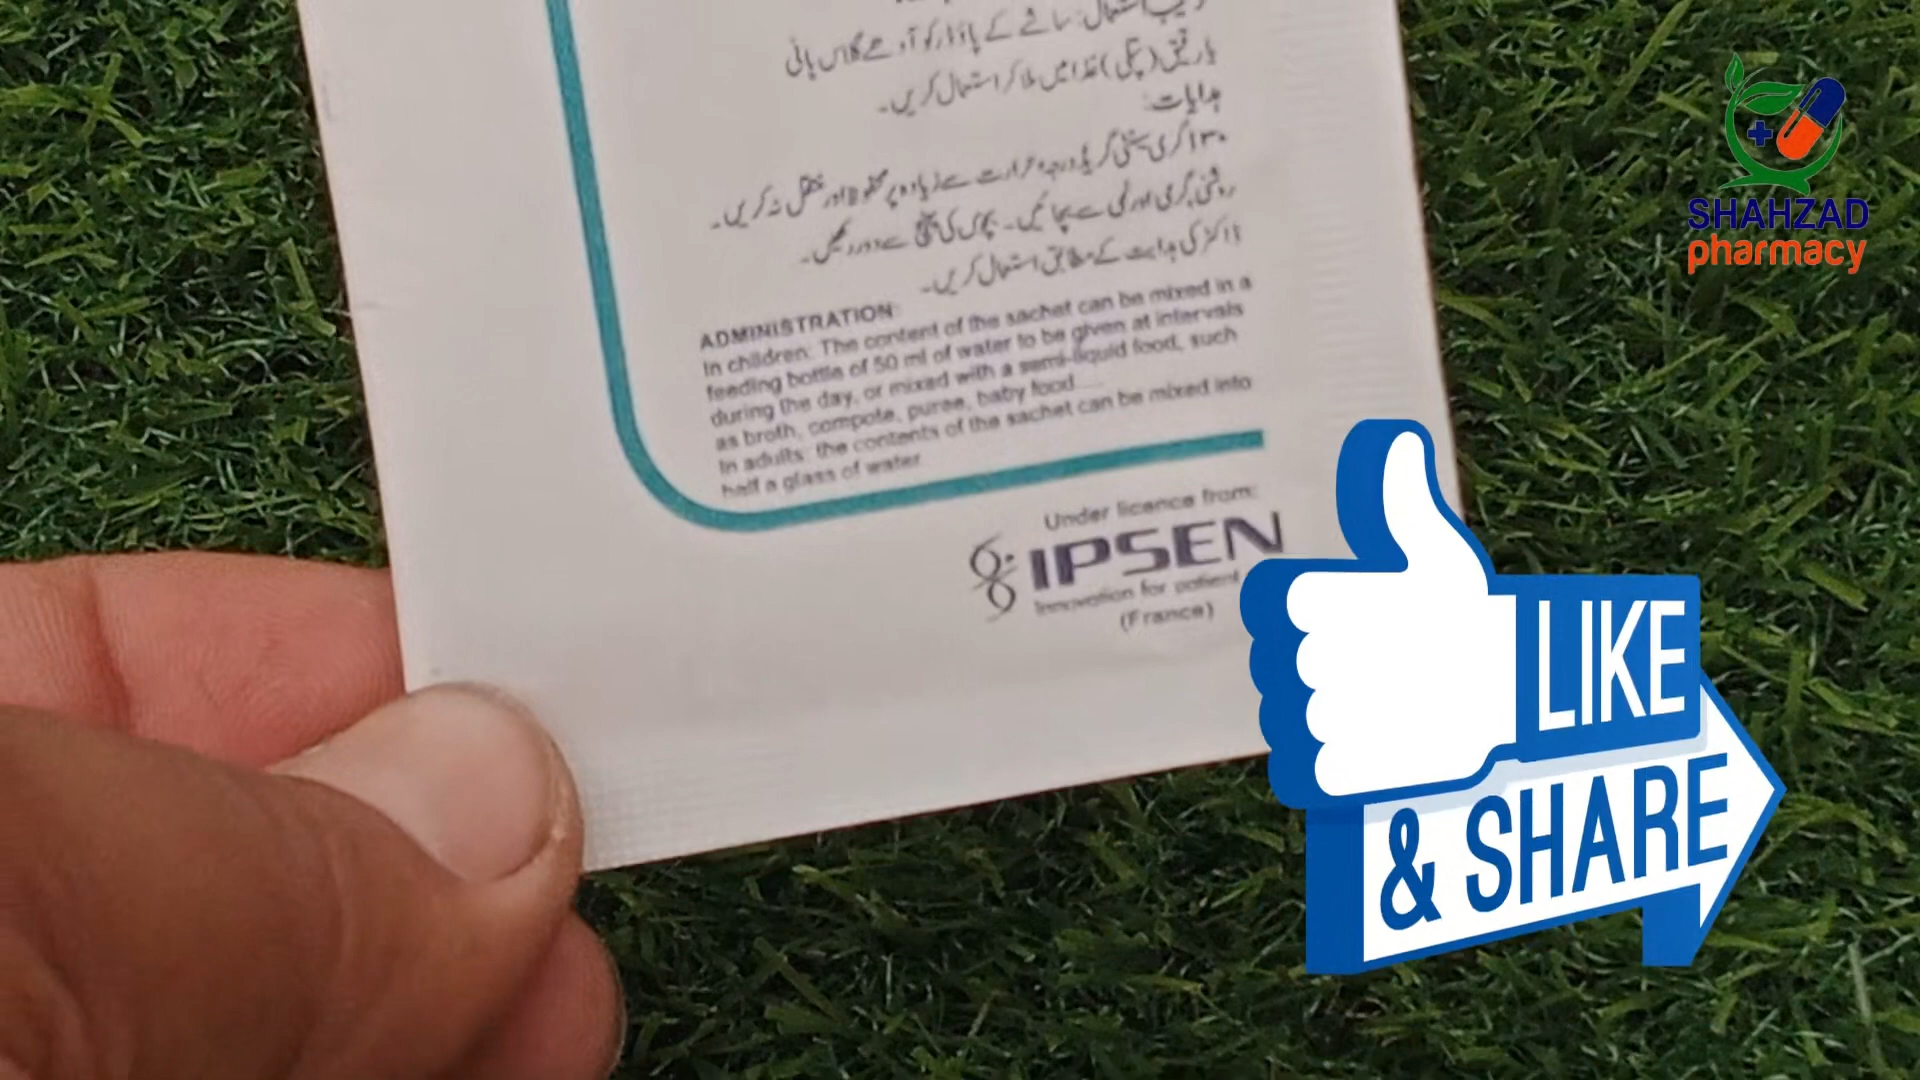 ترکیب استعمال: ساشے کے پاؤڈر کو آدھے گلاس پانی
یا رقیق (پتلی) غذا میں ملا کر استعمال کریں۔
ہدایات:
۳۰ ڈگری سینٹی گریڈ درجہ حرارت سے زیادہ پر محفوظ اور منتقل نہ کریں۔
روشنی، گرمی اور نمی سے بچائیں۔ بچوں کی پہنچ سے دور رکھیں۔
ڈاکٹر کی ہدایت کے مطابق استعمال کریں۔
ADMINISTRATION:
In children: The content of the sachet can be mixed in a
feeding bottle of 50 ml of water to be given at intervals
during the day, or mixed with a semi-liquid food, such
as broth, compote, puree, baby food....
In adults: the contents of the sachet can be mixed into
half a glass of water.
Under licence from:
IPSEN
Innovation for patient
(France)
SHAHZAD
pharmacy
LIKE
& SHARE